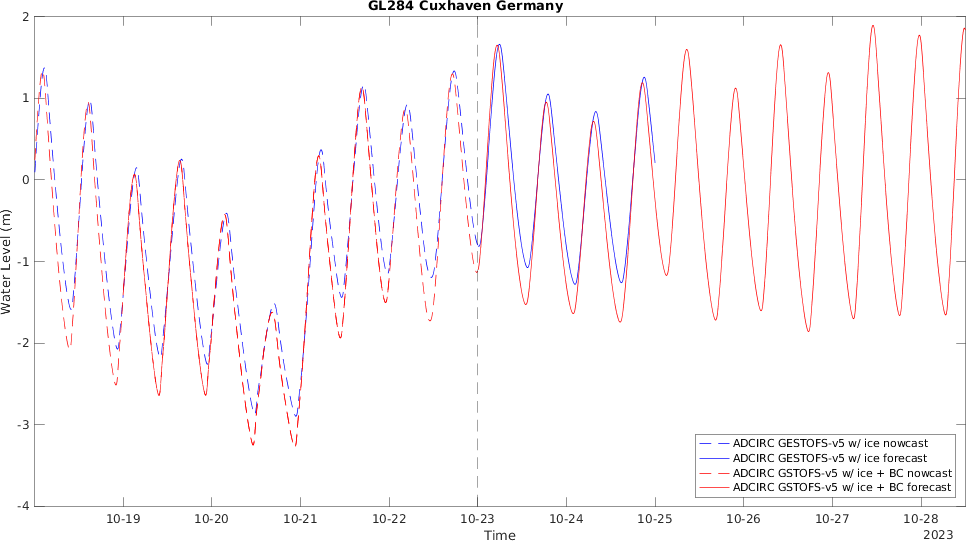 GL284 Cuxhaven Germany
2
1
0
-1
-2
-3
-4
Water Level (m)
ADCIRC GESTOFS-v5 w/ ice nowcast
ADCIRC GESTOFS-v5 w/ ice forecast
ADCIRC GSTOFS-v5 w/ ice + BC nowcast
ADCIRC GSTOFS-v5 w/ ice + BC forecast
10-19 10-20 10-21 10-22 10-23 10-24 10-25 10-26 10-27 10-28
Time
2023